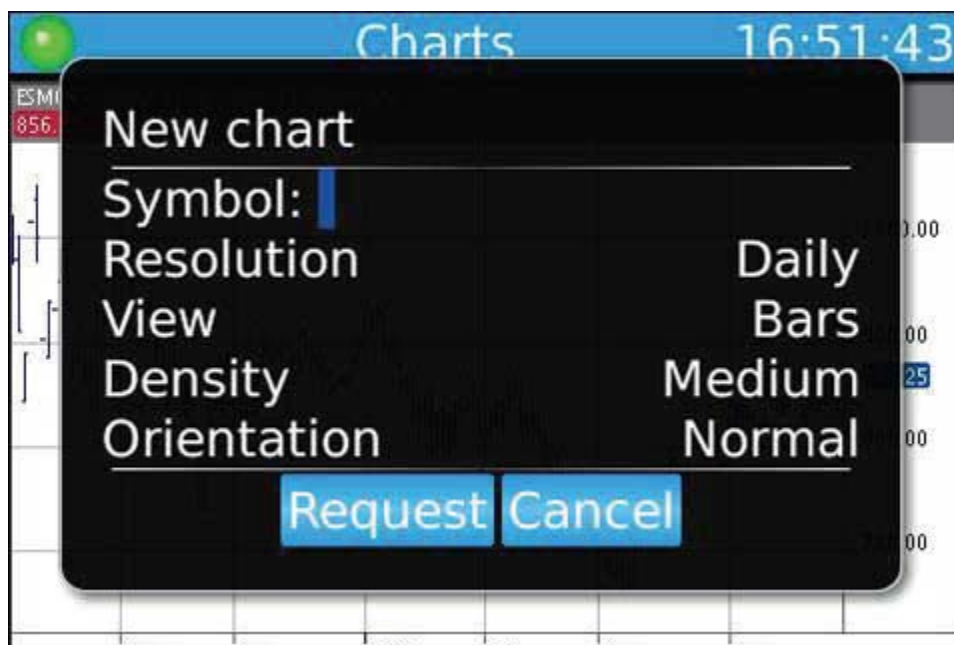 Charts 16:51:43
New chart
Symbol:
Resolution Daily
View Bars
Density Medium
Orientation Normal
Request Cancel